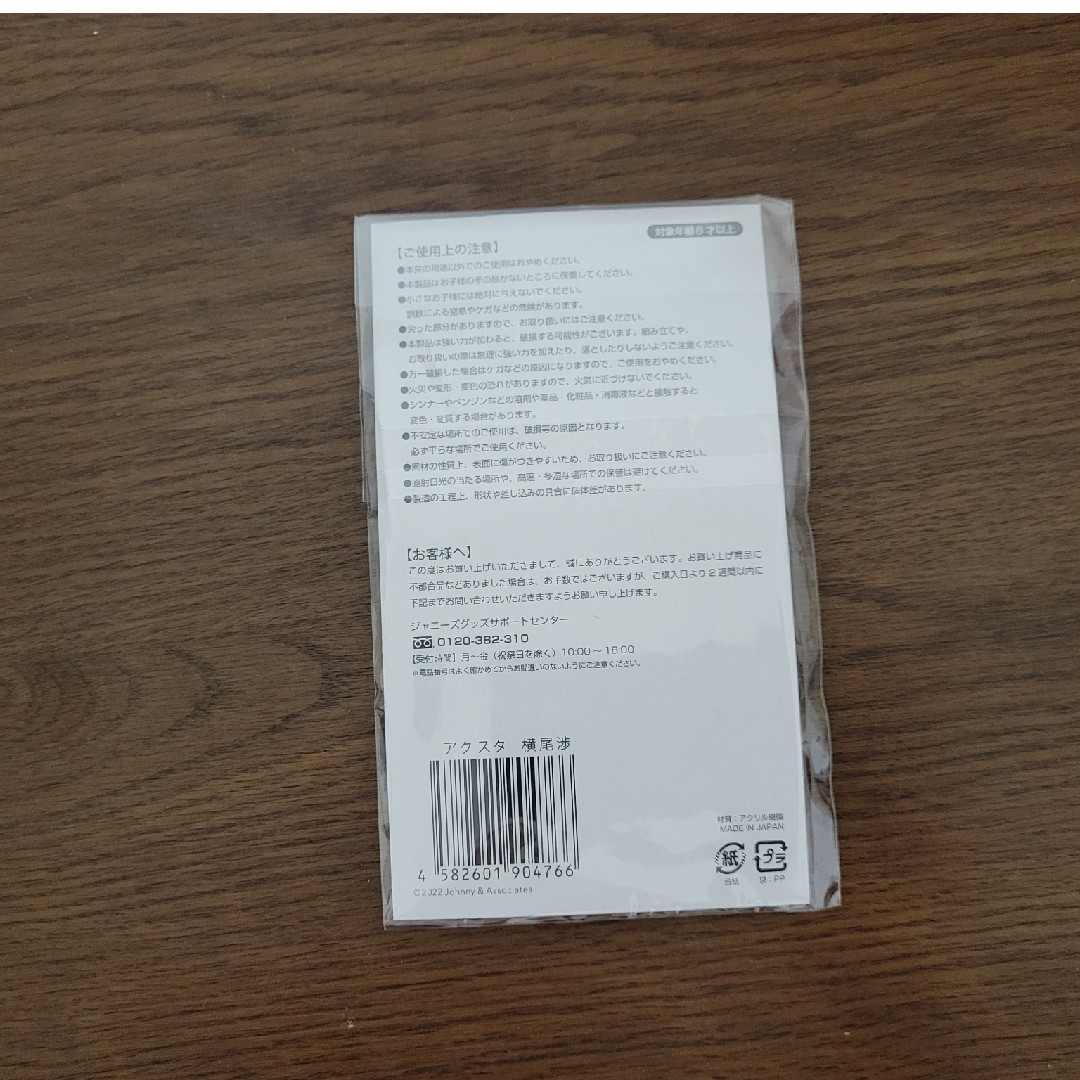 対象年齢8才以上
【ご使用上の注意】
●本来の用途以外でのご使用はおやめください。
●本製品はお子様の手の届かないところに保管してください。
●小さなお子様には絶対に与えないでください。
誤飲による窒息やケガなどの危険があります。
●尖った部分がありますので、お取り扱いにはご注意ください。
●本製品は強い力が加わると、破損する可能性がございます。組み立てや、
お取り扱いの際は無理に強い力を加えたり、落としたりしないようご注意ください。
●万一破損した場合はケガなどの原因になりますので、ご使用をおやめください。
●火災や変形・変色の恐れがありますので、火気に近づけないでください。
●シンナーやベンジンなどの溶剤や薬品・化粧品・消毒液などと接触すると
変色・変質する場合があります。
●不安定な場所でのご使用は、破損等の原因となります。
必ず平らな場所でご使用ください。
●素材の性質上、表面に傷がつきやすいため、お取り扱いにご注意ください。
●直射日光の当たる場所や、高温・多湿な場所での保管は避けてください。
●製造の工程上、形状や差し込みの具合に個体差があります。
【お客様へ】
この度はお買い上げいただきまして、誠にありがとうございます。お買い上げ商品に
不都合品などありました場合は、お手数ではございますが、ご購入日より2週間以内に
下記までお問い合わせいただきますようお願い申し上げます。
ジャニーズグッズサポートセンター
0120-382-310
【受付時間】月〜金(祝祭日を除く)10:00〜18:00
※電話番号はよく確かめてからお間違いのないようにご注意ください。
アクスタ 横尾渉
4 582601 904766
©2022 Johnny & Associates
材質:アクリル樹脂
MADE IN JAPAN
紙 プラ
台紙 袋:PP